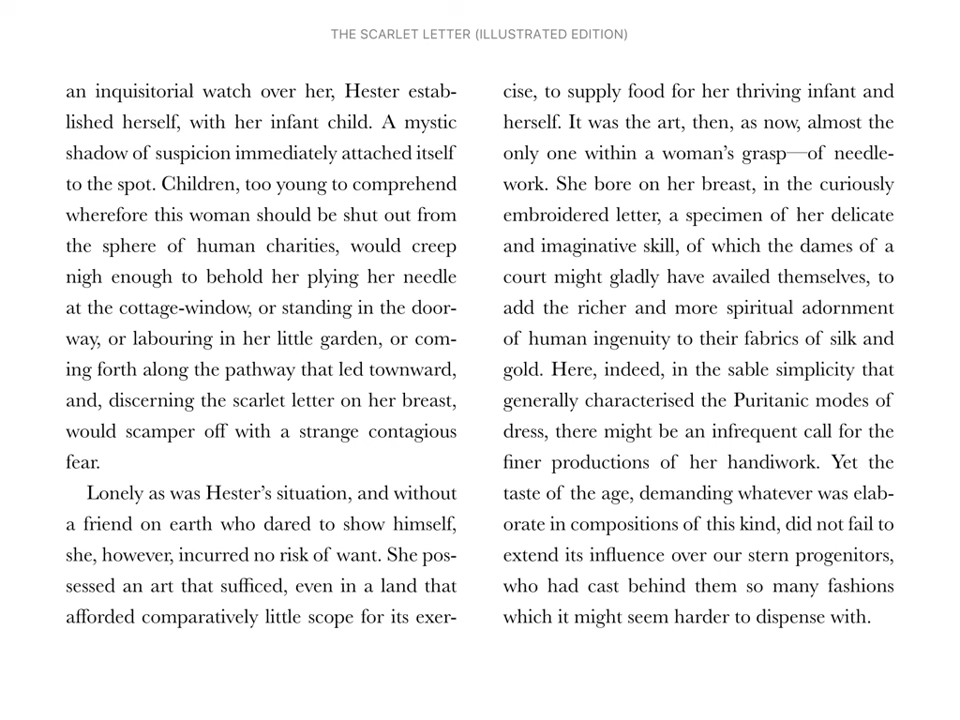 THE SCARLET LETTER (ILLUSTRATED EDITION)
an inquisitorial watch over her, Hester estab-
lished herself, with her infant child. A mystic
shadow of suspicion immediately attached itself
to the spot. Children, too young to comprehend
wherefore this woman should be shut out from
the sphere of human charities, would creep
nigh enough to behold her plying her needle
at the cottage-window, or standing in the door-
way, or labouring in her little garden, or com-
ing forth along the pathway that led townward,
and, discerning the scarlet letter on her breast,
would scamper off with a strange contagious
fear.
Lonely as was Hester’s situation, and without
a friend on earth who dared to show himself,
she, however, incurred no risk of want. She pos-
sessed an art that sufficed, even in a land that
afforded comparatively little scope for its exer-
cise, to supply food for her thriving infant and
herself. It was the art, then, as now, almost the
only one within a woman’s grasp—of needle-
work. She bore on her breast, in the curiously
embroidered letter, a specimen of her delicate
and imaginative skill, of which the dames of a
court might gladly have availed themselves, to
add the richer and more spiritual adornment
of human ingenuity to their fabrics of silk and
gold. Here, indeed, in the sable simplicity that
generally characterised the Puritanic modes of
dress, there might be an infrequent call for the
finer productions of her handiwork. Yet the
taste of the age, demanding whatever was elab-
orate in compositions of this kind, did not fail to
extend its influence over our stern progenitors,
who had cast behind them so many fashions
which it might seem harder to dispense with.